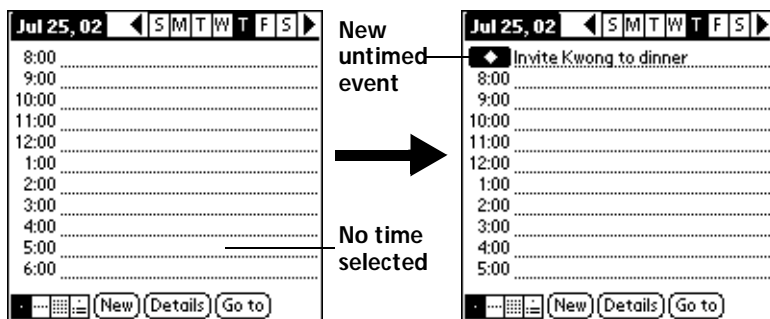 Jul 25, 02 S M T W T F S
8:00
9:00
10:00
11:00
12:00
1:00
2:00
3:00
4:00
5:00
6:00
New Details Go to
New
untimed
event
No time
selected
Jul 25, 02 S M T W T F S
Invite Kwong to dinner
8:00
9:00
10:00
11:00
12:00
1:00
2:00
3:00
4:00
5:00
New Details Go to